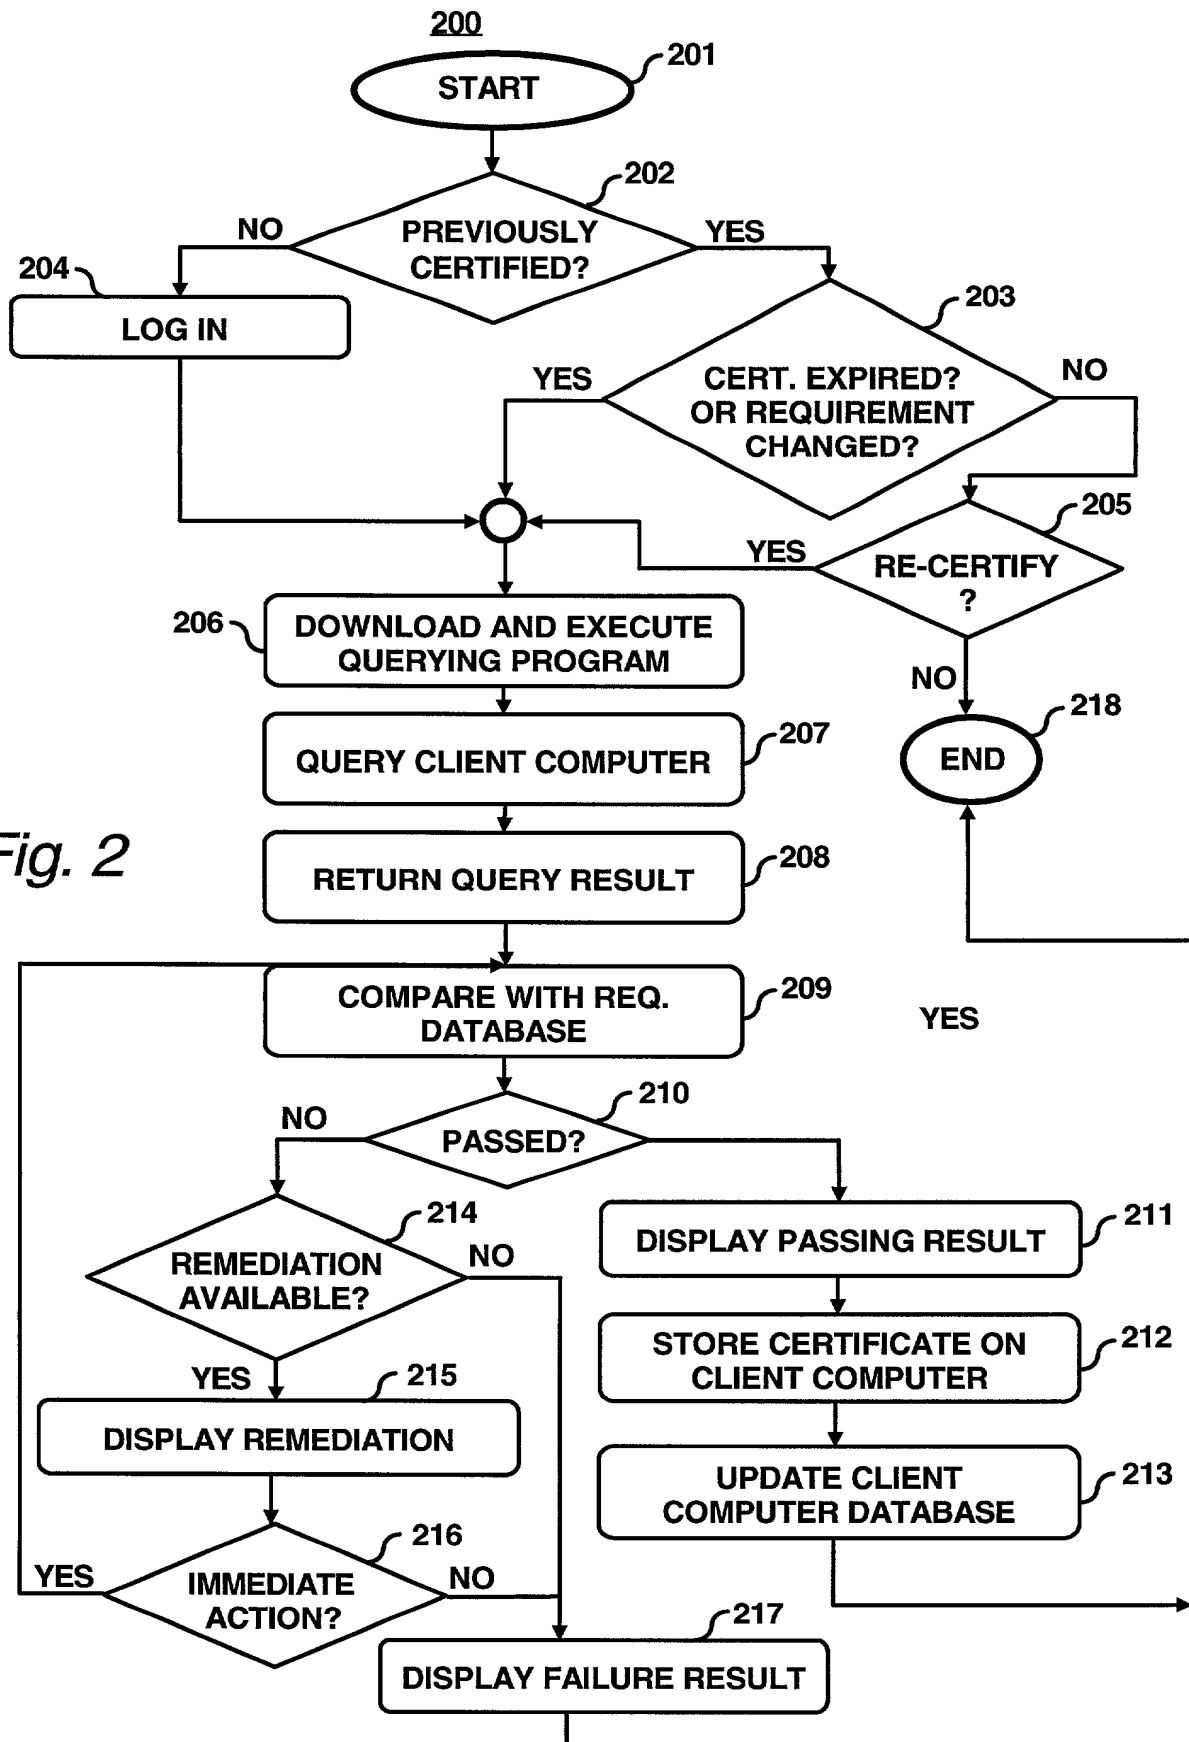 200
START
201
202
PREVIOUSLY
CERTIFIED?
NO
YES
204
LOG IN
203
CERT. EXPIRED?
OR REQUIREMENT
CHANGED?
YES
NO
205
RE-CERTIFY
?
YES
NO
206
DOWNLOAD AND EXECUTE
QUERYING PROGRAM
218
END
207
QUERY CLIENT COMPUTER
Fig. 2
208
RETURN QUERY RESULT
209
COMPARE WITH REQ.
DATABASE
YES
210
PASSED?
NO
211
DISPLAY PASSING RESULT
214
REMEDIATION
AVAILABLE?
NO
YES
212
STORE CERTIFICATE ON
CLIENT COMPUTER
215
DISPLAY REMEDIATION
213
UPDATE CLIENT
COMPUTER DATABASE
216
IMMEDIATE
ACTION?
YES
NO
217
DISPLAY FAILURE RESULT